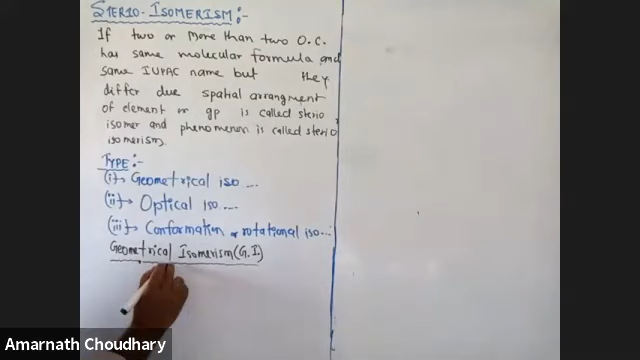 STERIO-ISOMERISM:-
If two or more than two O.C.
has same molecular formula and
same IUPAC name but they
differ due spatial arrangment
of element or gp is called sterio
isomer and phenomenon is called sterio
isomerism.
TYPE:-
(i)→ Geometrical iso ...
(ii)→ Optical iso....
(iii)→ Conformation or rotational iso...
Geometrical Isomerism (G.I.)
Amarnath Choudhary